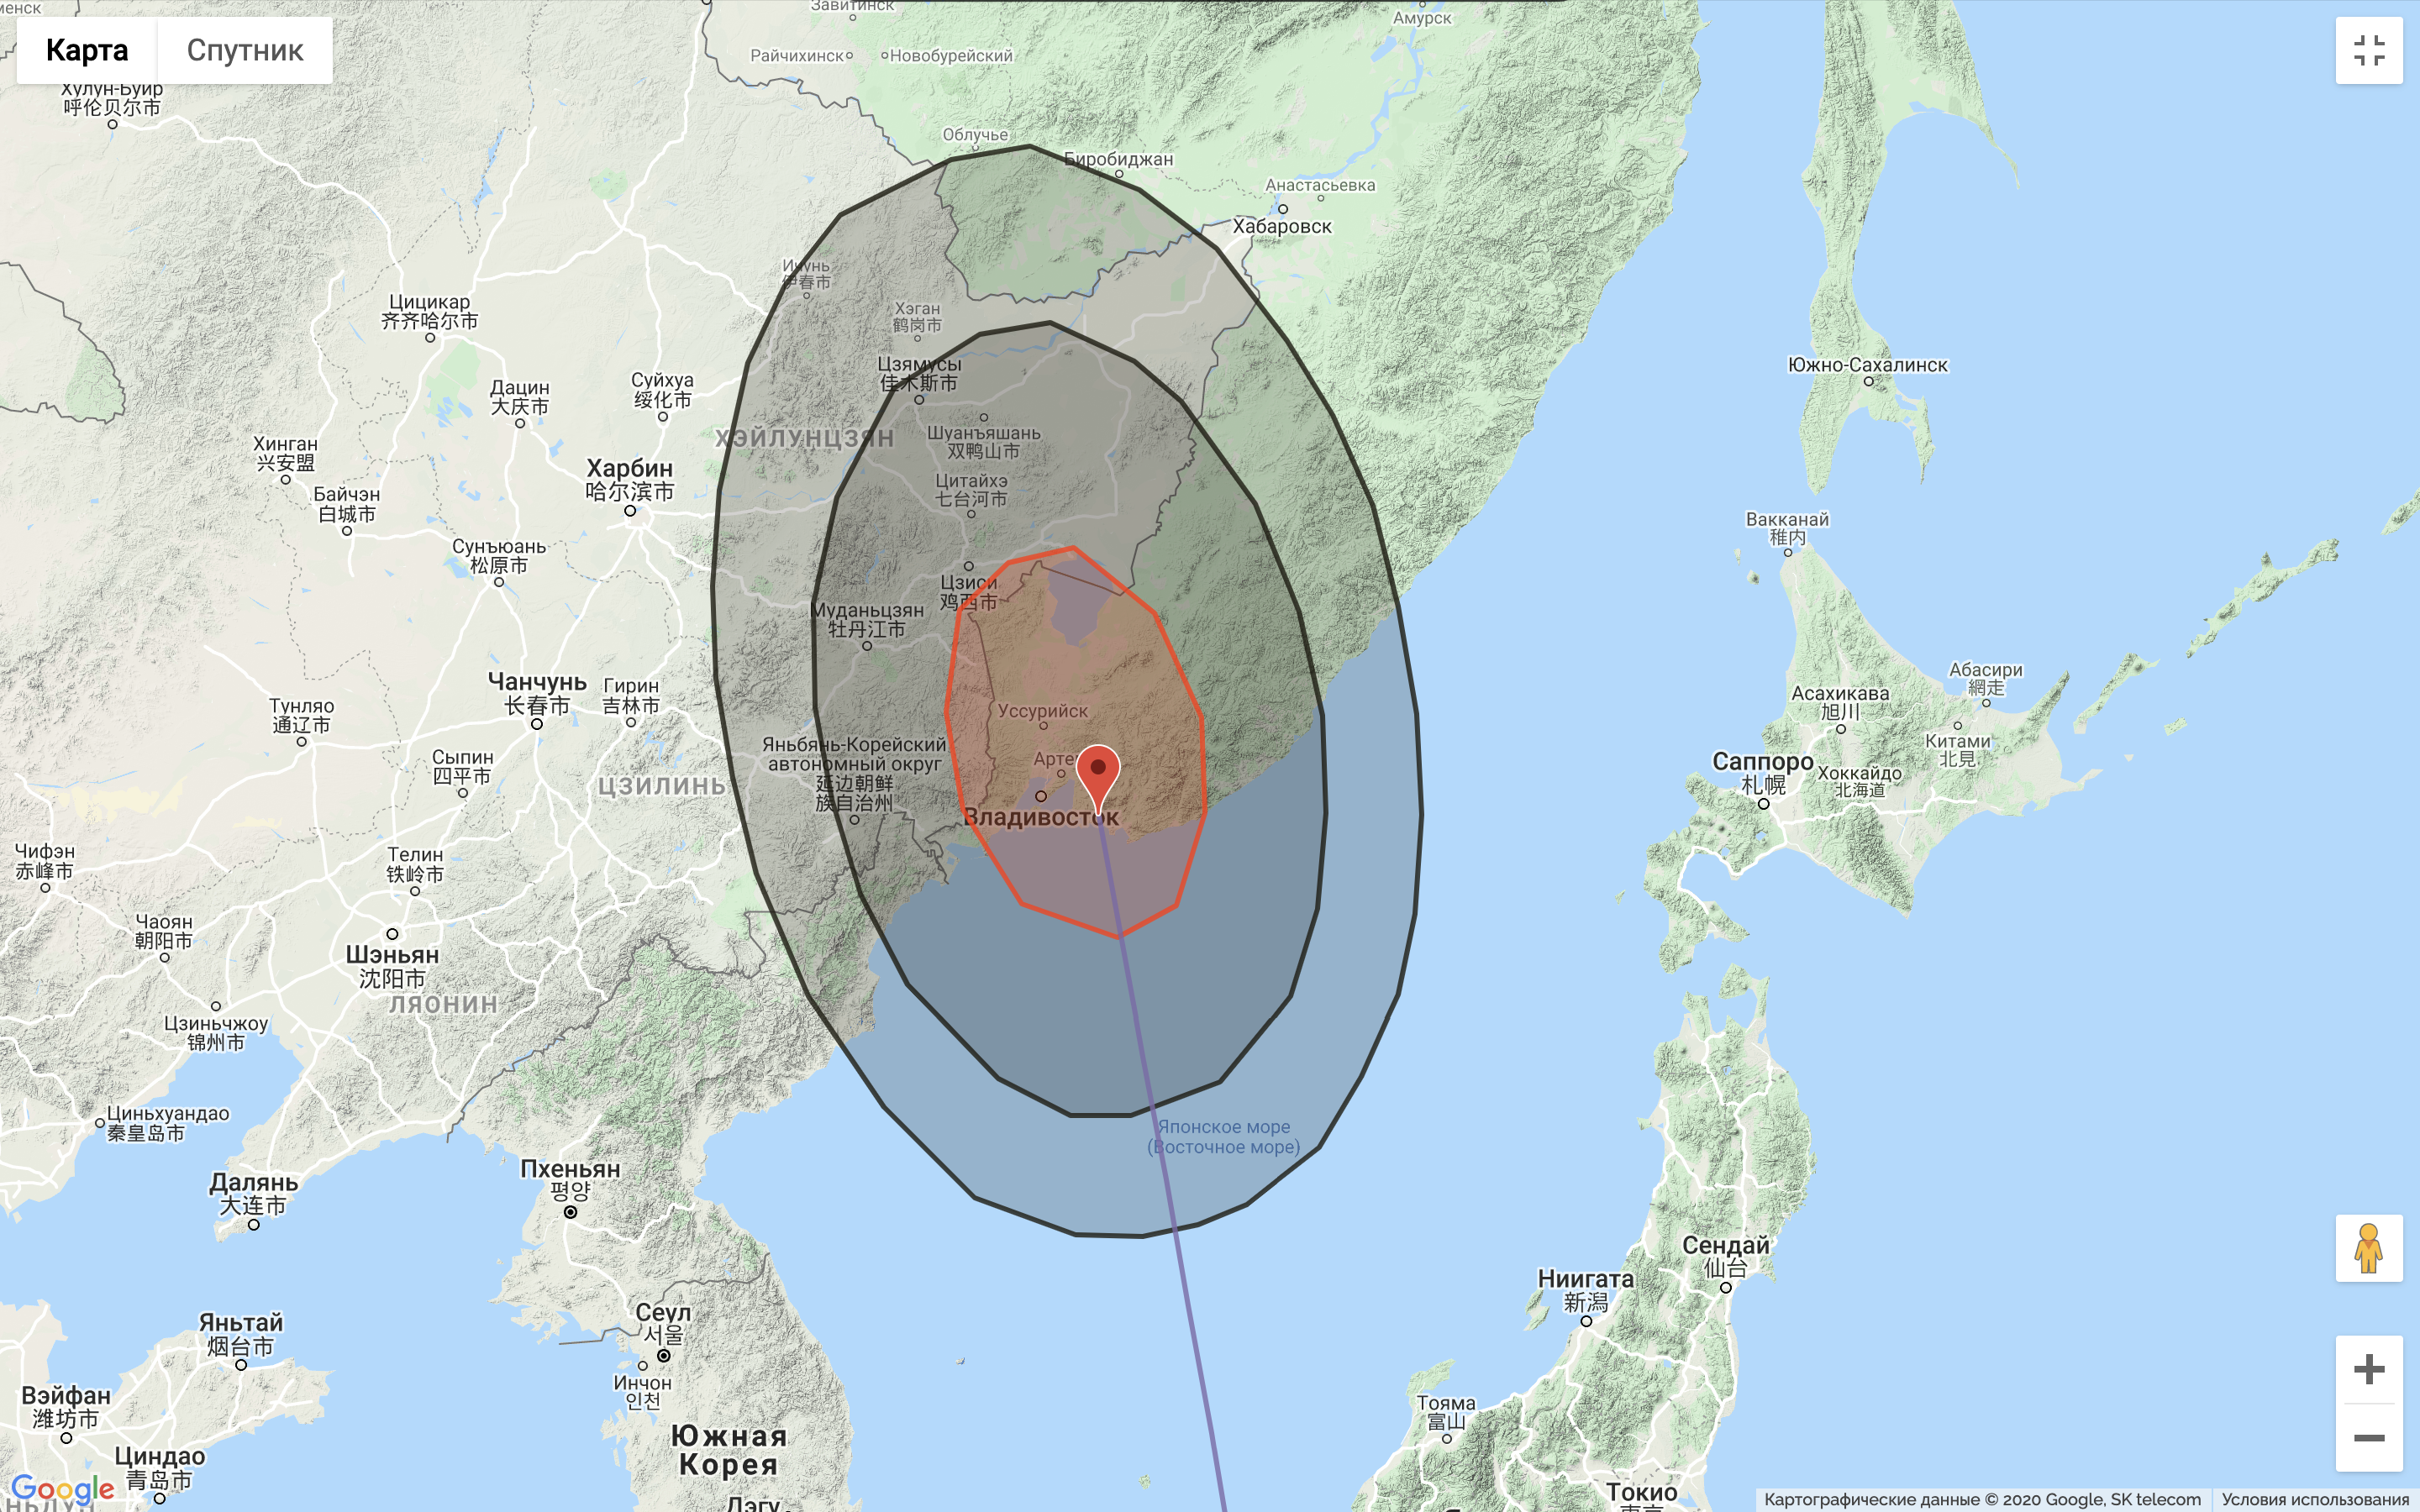 менск
Завитинск
Амурск
Карта
Спутник
Райчихинск
Новобурейский
Хулун-Буир
呼伦贝尔市
Облучье
Биробиджан
Анастасьевка
Хабаровск
Ичунь
伊春市
Хэган
鹤岗市
Цицикар
齐齐哈尔市
Цзямусы
佳木斯市
Южно-Сахалинск
Дацин
大庆市
Суйхуа
绥化市
ХЭЙЛУНЦЗЯН
Шуанъяшань
双鸭山市
Хинган
兴安盟
Харбин
哈尔滨市
Цитайхэ
七台河市
Байчэн
白城市
Вакканай
稚内
Сунъюань
松原市
Цзиси
鸡西市
Муданьцзян
牡丹江市
Чанчунь
长春市
Гирин
吉林市
Абасири
網走
Асахикава
旭川
Тунляо
通辽市
Уссурийск
Китами
北見
Яньбянь-Корейский
автономный округ
延边朝鲜
族自治州
Сыпин
四平市
ЦЗИЛИНЬ
Артем
Саппоро
札幌
Хоккайдо
北海道
Владивосток
Чифэн
赤峰市
Телин
铁岭市
Чаоян
朝阳市
Шэньян
沈阳市
ЛЯОНИН
Цзиньчжоу
锦州市
Циньхуандао
秦皇岛市
Японское море
(Восточное море)
Пхеньян
평양
Далянь
大连市
Сендай
仙台
Ниигата
新潟
Сеул
서울
Яньтай
烟台市
Инчон
인천
Вэйфан
潍坊市
Тояма
富山
Южная
Корея
Циндао
青岛市
Google
Токио
Дэгу
Картографические данные © 2020 Google, SK telecom
Условия использования